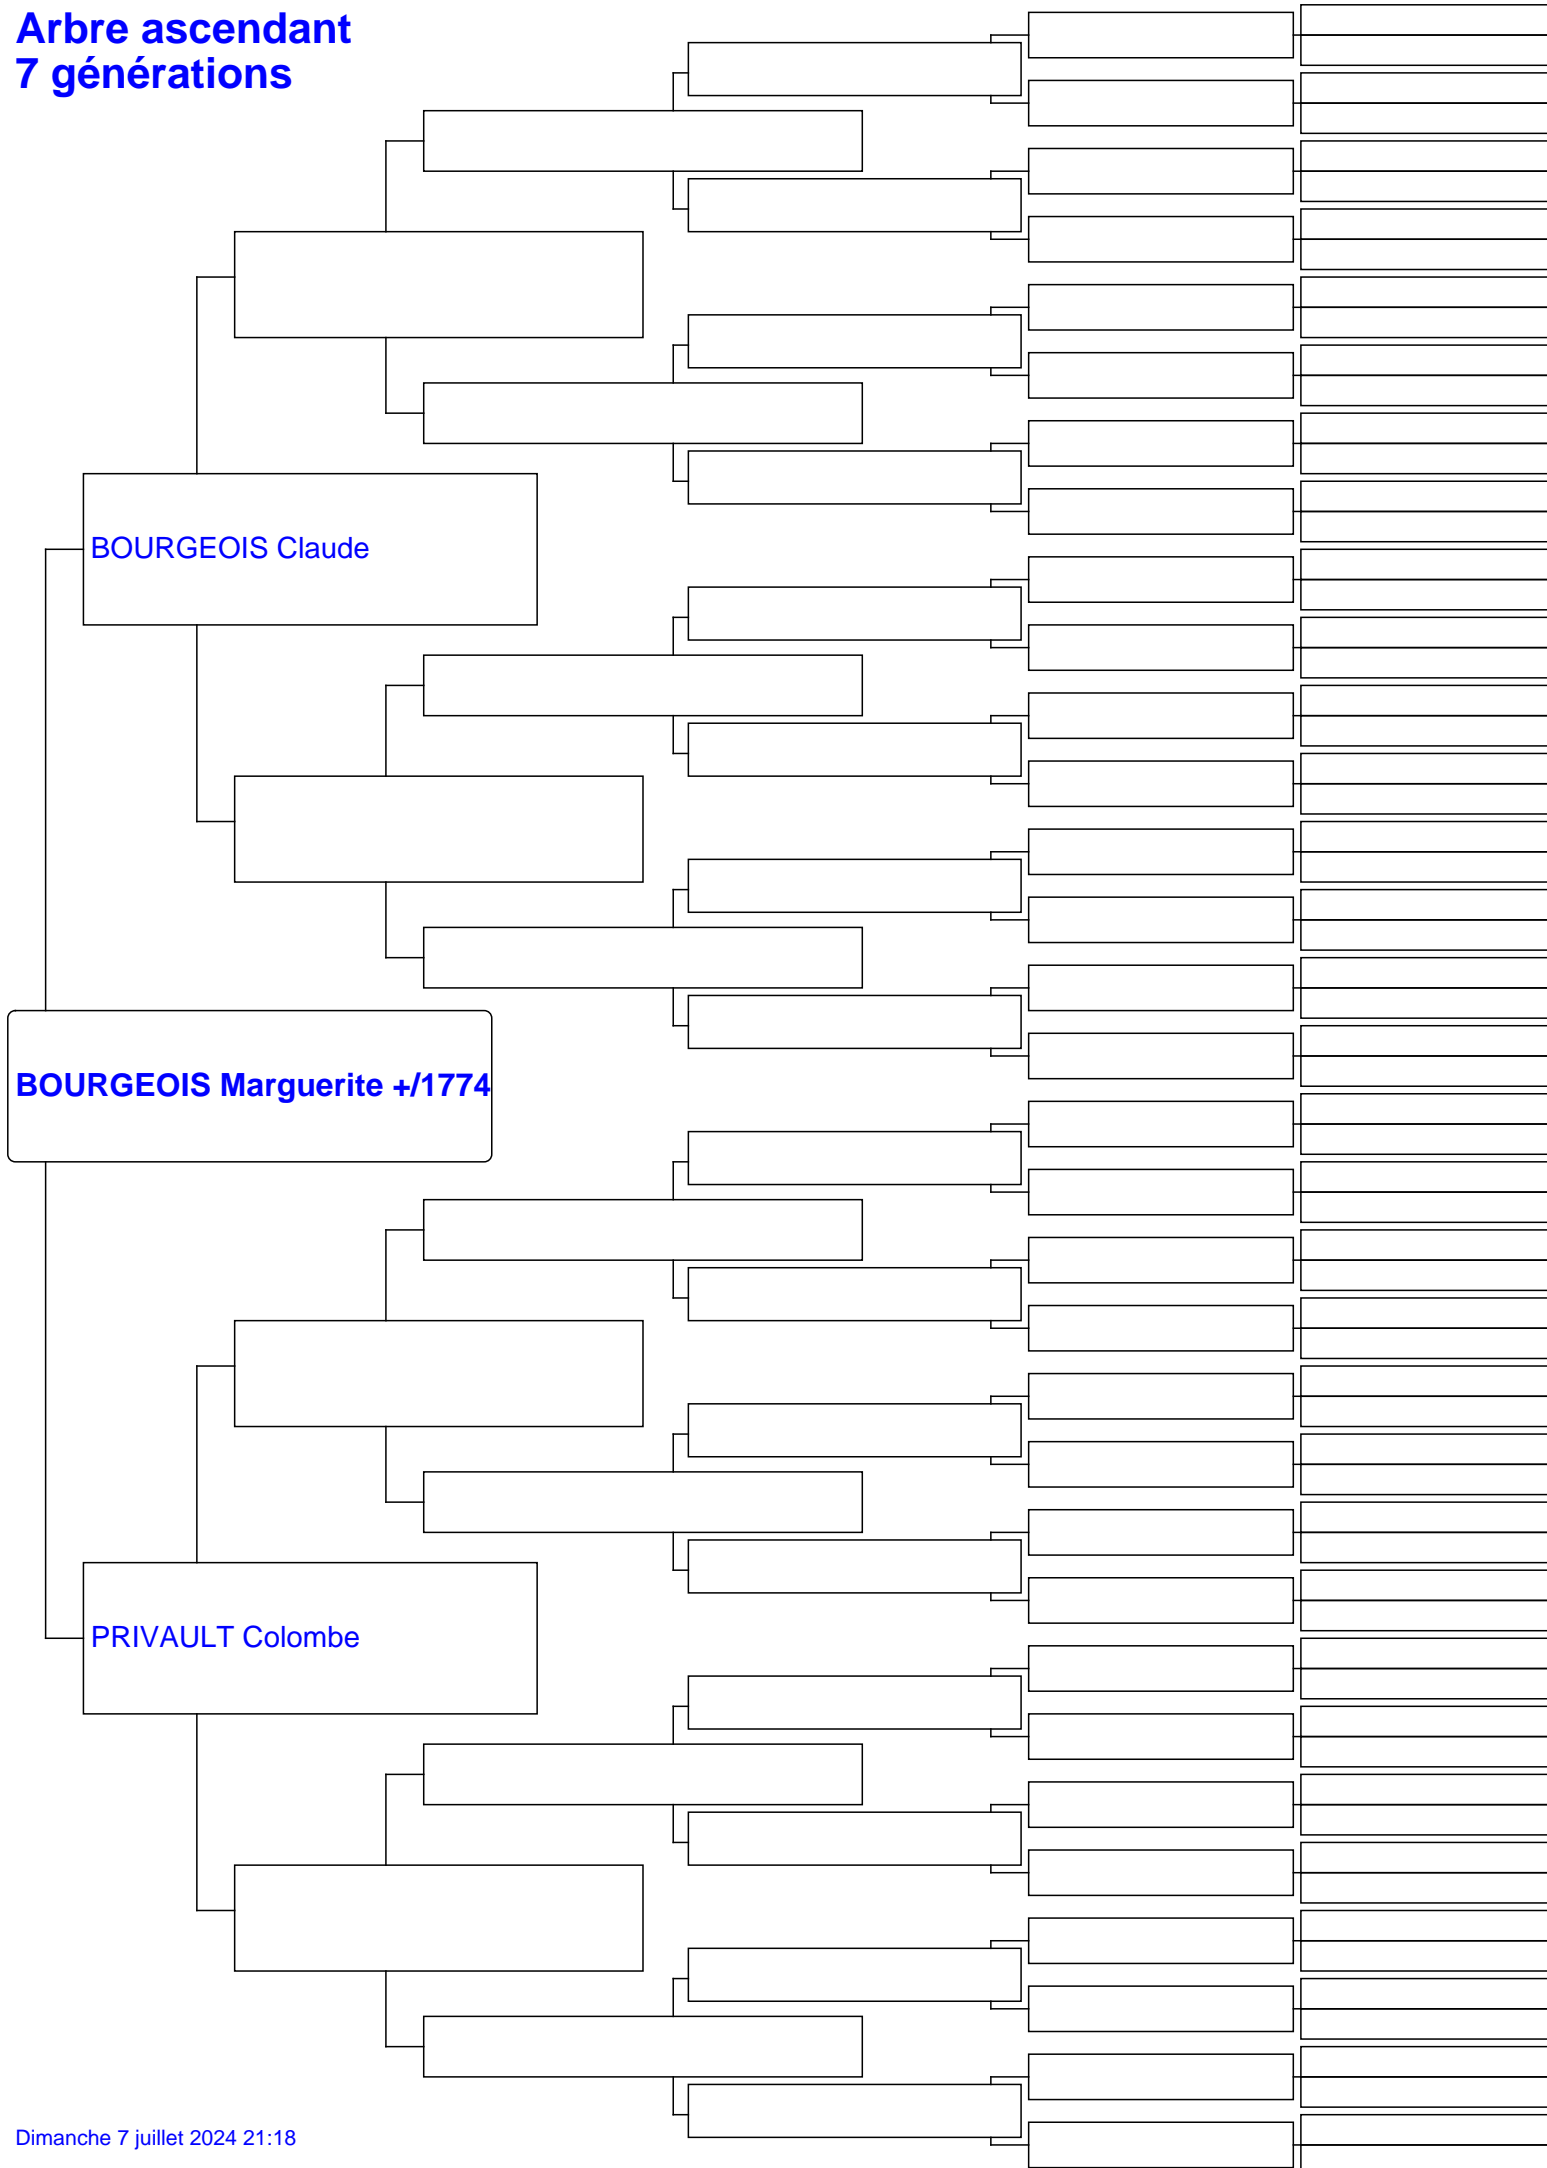 Arbre ascendant
7 générations
BOURGEOIS Claude
BOURGEOIS Marguerite +/1774
PRIVAULT Colombe
Dimanche 7 juillet 2024 21:18